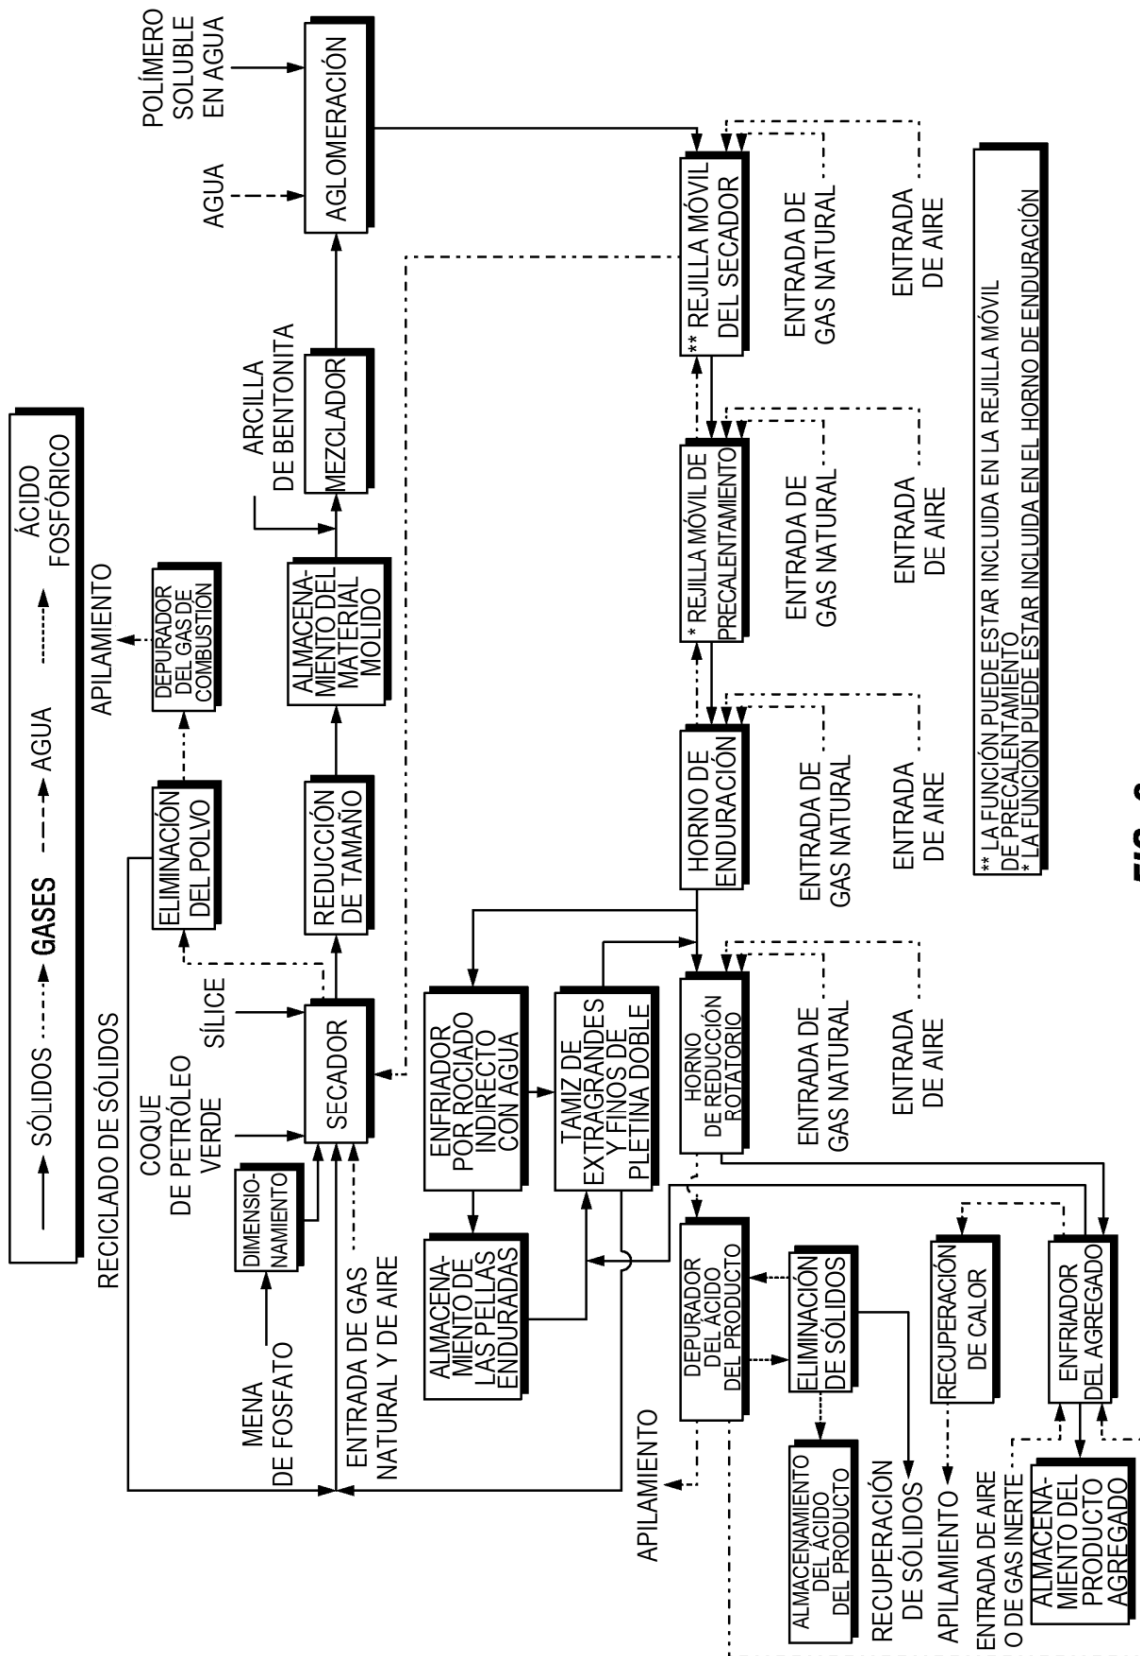 SÓLIDOS
GASES
AGUA
ÁCIDO
FOSFÓRICO
RECICLADO DE SÓLIDOS
ELIMINACIÓN
DEL POLVO
DEPURADOR
DEL GAS DE
COMBUSTIÓN
APILAMIENTO
MENA
DE FOSFATO
DIMENSIO-
NAMIENTO
COQUE
DE PETRÓLEO
VERDE
SÍLICE
SECADOR
ENTRADA DE GAS
NATURAL Y DE AIRE
REDUCCIÓN
DE TAMAÑO
ALMACENA-
MIENTO DEL
MATERIAL
MOLIDO
ARCILLA
DE BENTONITA
MEZCLADOR
AGUA
POLÍMERO
SOLUBLE
EN AGUA
AGLOMERACIÓN
ALMACENA-
MIENTO DE
LAS PELLAS
ENDURADAS
ENFRIADOR
POR ROCIADO
INDIRECTO
CON AGUA
TAMIZ DE
EXTRAGRANDES
Y FINOS DE
PLETINA DOBLE
APILAMIENTO
DEPURADOR
DEL ÁCIDO
DEL PRODUCTO
HORNO
DE REDUCCIÓN
ROTATORIO
HORNO DE
ENDURACIÓN
* REJILLA MÓVIL DE
PRECALENTAMIENTO
** REJILLA MÓVIL
DEL SECADOR
ALMACENAMIENTO
DEL ÁCIDO
DEL PRODUCTO
ELIMINACIÓN
DE SÓLIDOS
ENTRADA DE
GAS NATURAL
ENTRADA DE
GAS NATURAL
ENTRADA DE
GAS NATURAL
ENTRADA DE
GAS NATURAL
RECUPERACIÓN
DE SÓLIDOS
ENTRADA
DE AIRE
ENTRADA
DE AIRE
ENTRADA
DE AIRE
ENTRADA
DE AIRE
APILAMIENTO
RECUPERACIÓN
DE CALOR
ENTRADA DE AIRE
O DE GAS INERTE
ALMACENA-
MIENTO DEL
PRODUCTO
AGREGADO
ENFRIADOR
DEL AGREGADO
** LA FUNCIÓN PUEDE ESTAR INCLUIDA EN LA REJILLA MÓVIL
DE PRECALENTAMIENTO
* LA FUNCIÓN PUEDE ESTAR INCLUIDA EN EL HORNO DE ENDURACIÓN